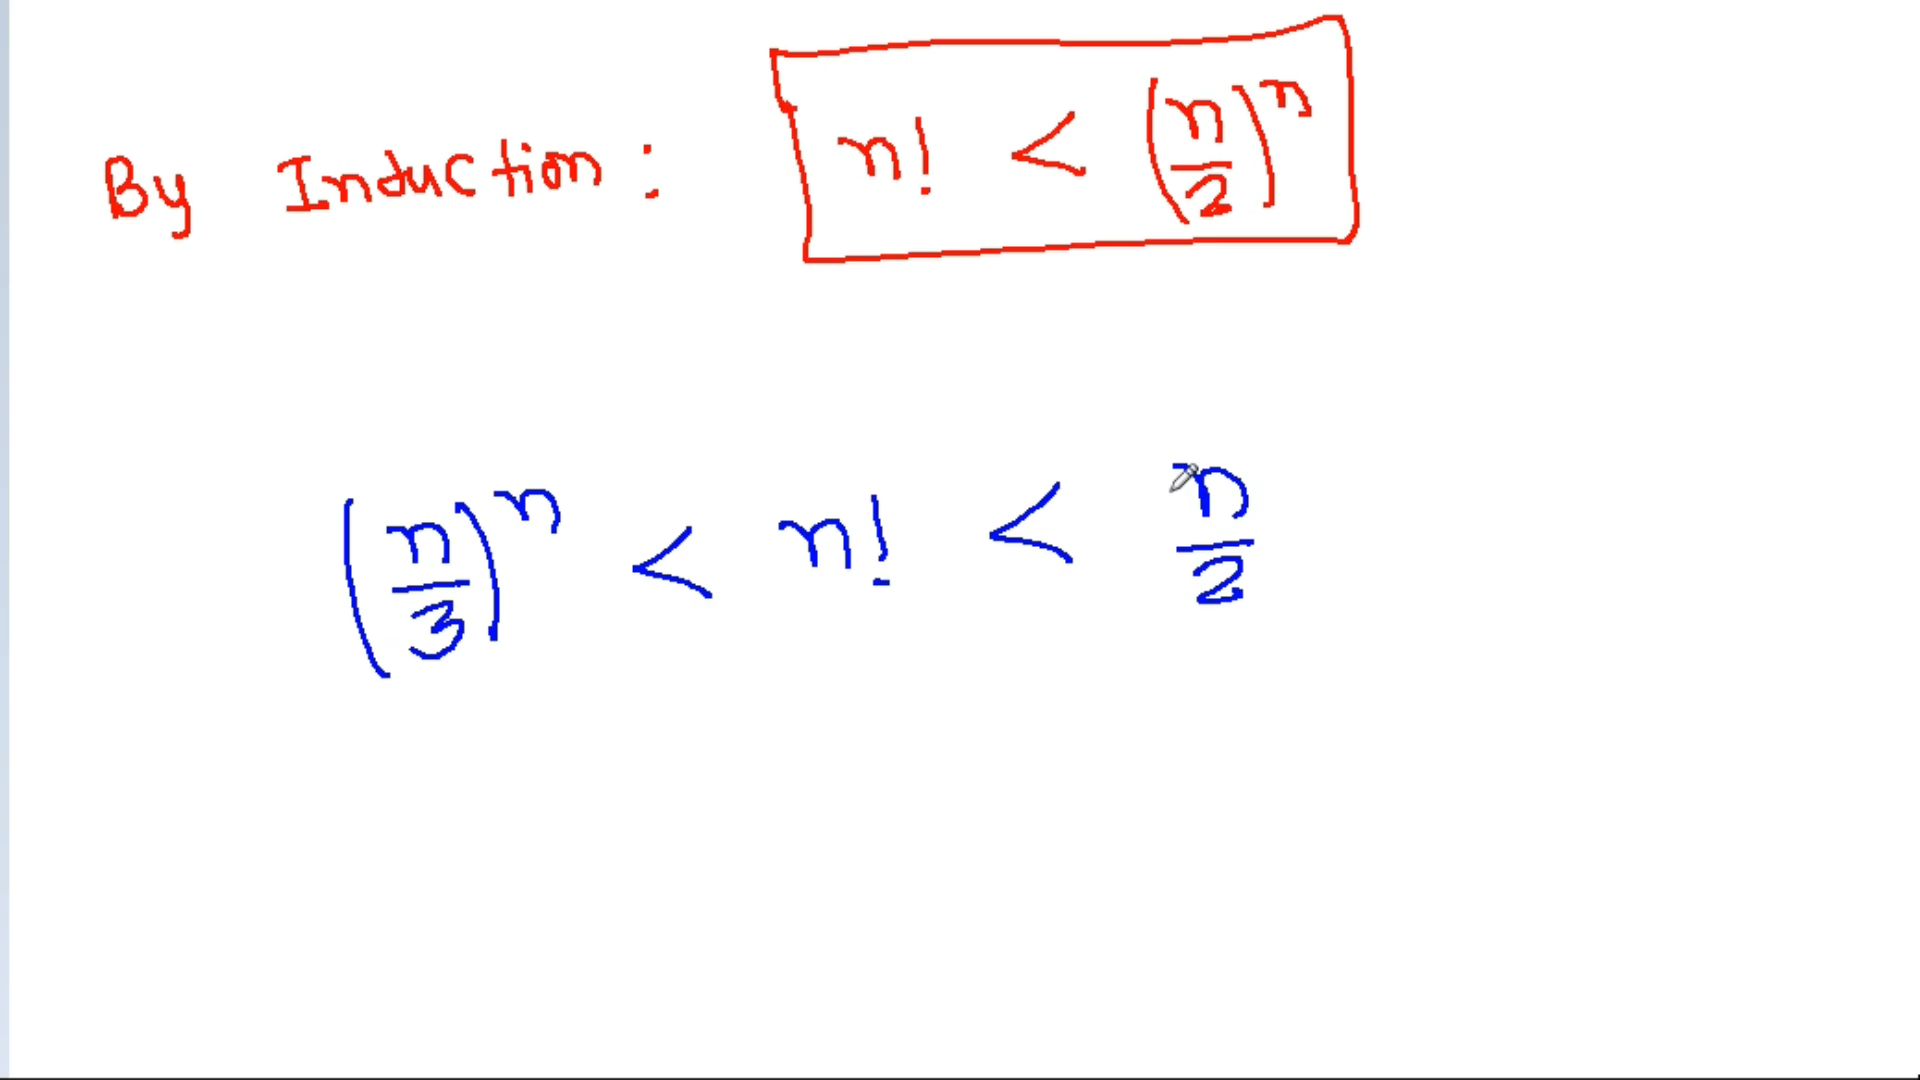 By Induction : n! < (n/2)^n
(n/3)^n < n! < n/2